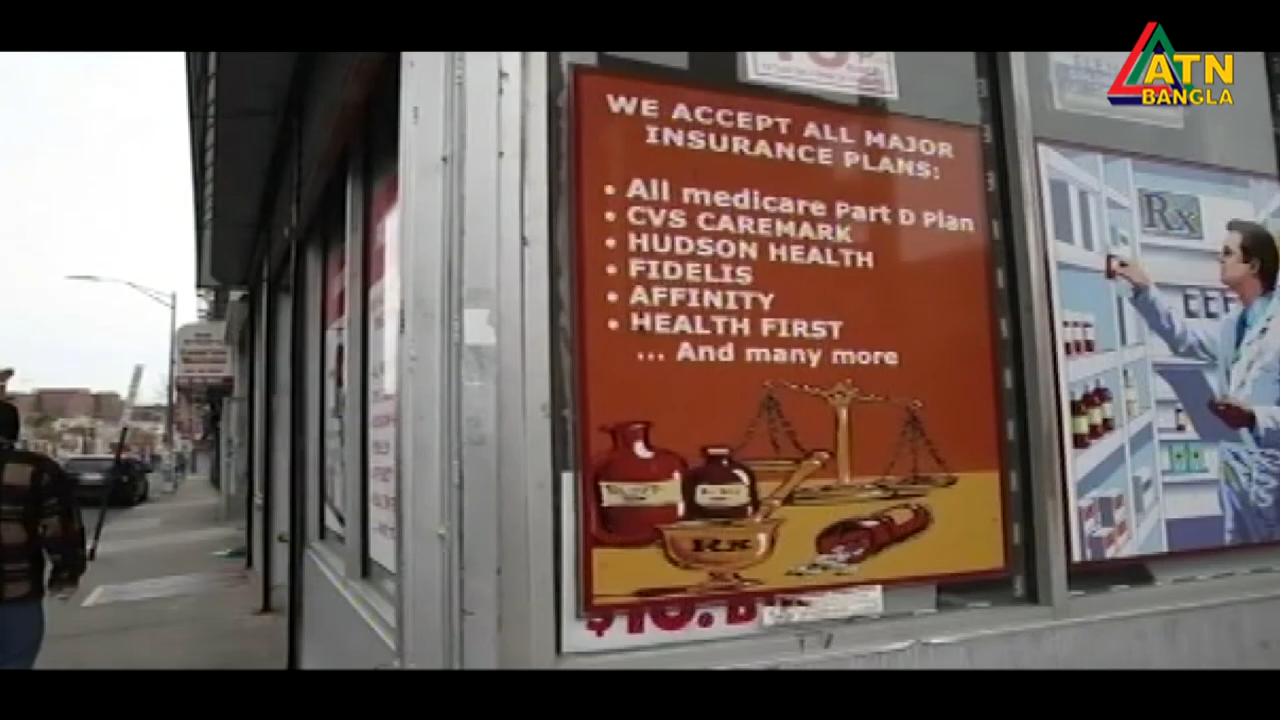 ATN
BANGLA
WE ACCEPT ALL MAJOR
INSURANCE PLANS:
• All medicare Part D Plan
• CVS CAREMARK
• HUDSON HEALTH
• FIDELIS
• AFFINITY
• HEALTH FIRST
... And many more
Rx
Rx